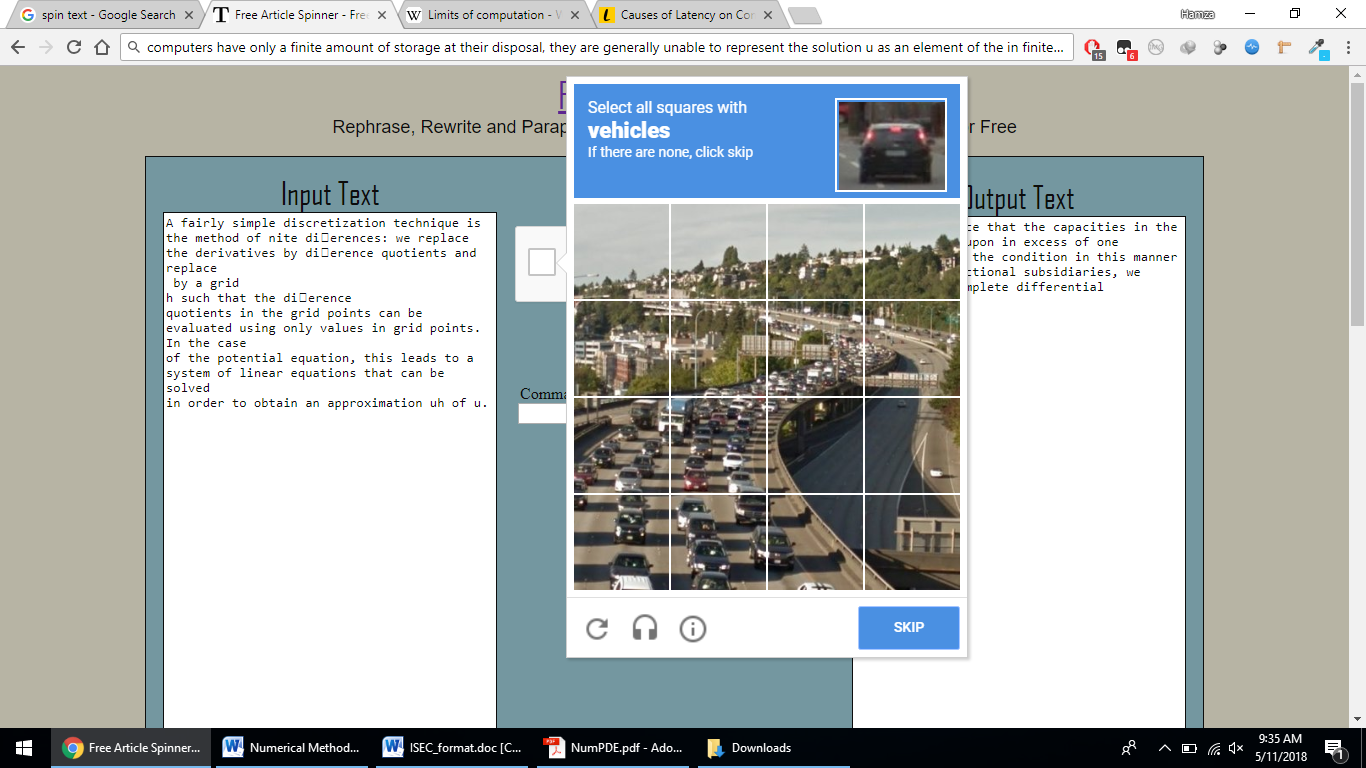 spin text - Google Search
Free Article Spinner - Fre
Limits of computation - W
Causes of Latency on Cor
Hamza
computers have only a finite amount of storage at their disposal, they are generally unable to represent the solution u as an element of the in finite...
15
6
Rephrase, Rewrite and Parap
r Free
Select all squares with
vehicles
If there are none, click skip
Input Text
Output Text
A fairly simple discretization technique is
the method of nite di□erences: we replace
the derivatives by di□erence quotients and
replace
by a grid
h such that the di□erence
quotients in the grid points can be
evaluated using only values in grid points.
In the case
of the potential equation, this leads to a
system of linear equations that can be
solved
in order to obtain an approximation uh of u.
Comma
ce that the capacities in the
upon in excess of one
the condition in this manner
ctional subsidiaries, we
mplete differential
SKIP
Free Article Spinner...
Numerical Method...
ISEC_format.doc [C...
NumPDE.pdf - Ado...
Downloads
9:35 AM
5/11/2018
1